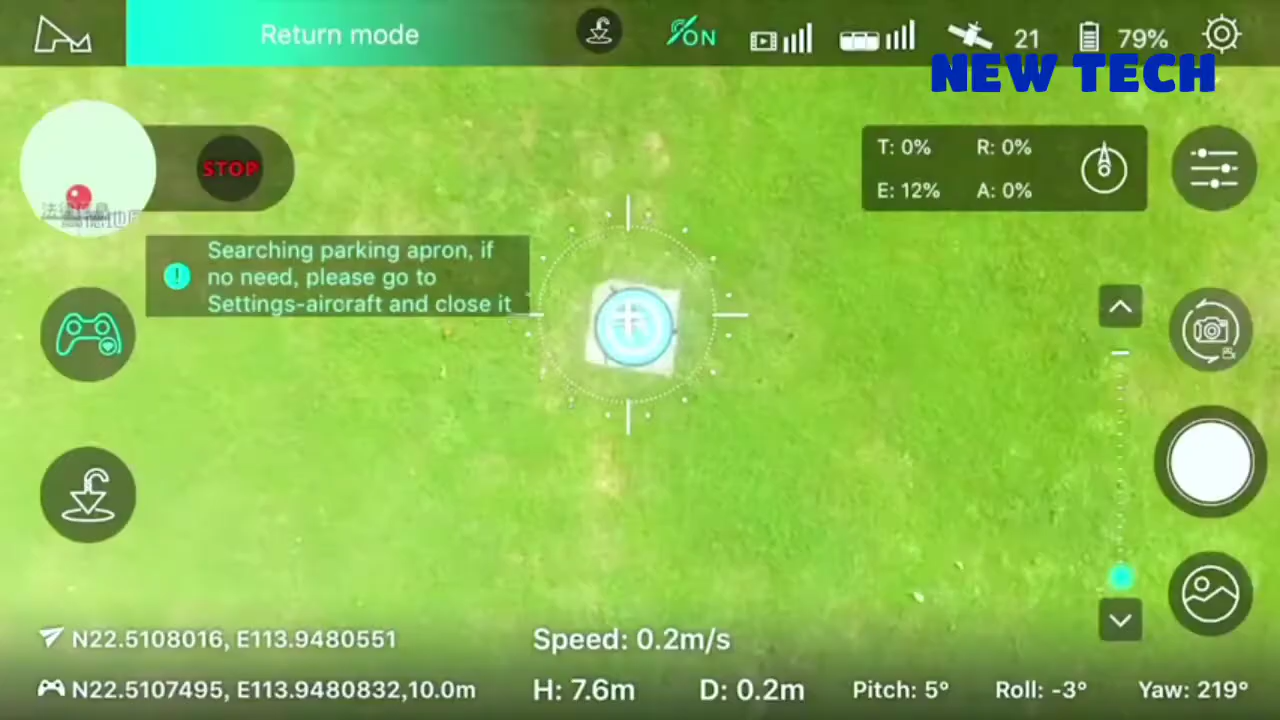 Return mode
ON
21
79%
NEW TECH
STOP
T: 0%
R: 0%
E: 12%
A: 0%
Searching parking apron, if
no need, please go to
Settings-aircraft and close it
N22.5108016, E113.9480551
Speed: 0.2m/s
N22.5107495, E113.9480832,10.0m
H: 7.6m
D: 0.2m
Pitch: 5°
Roll: -3°
Yaw: 219°